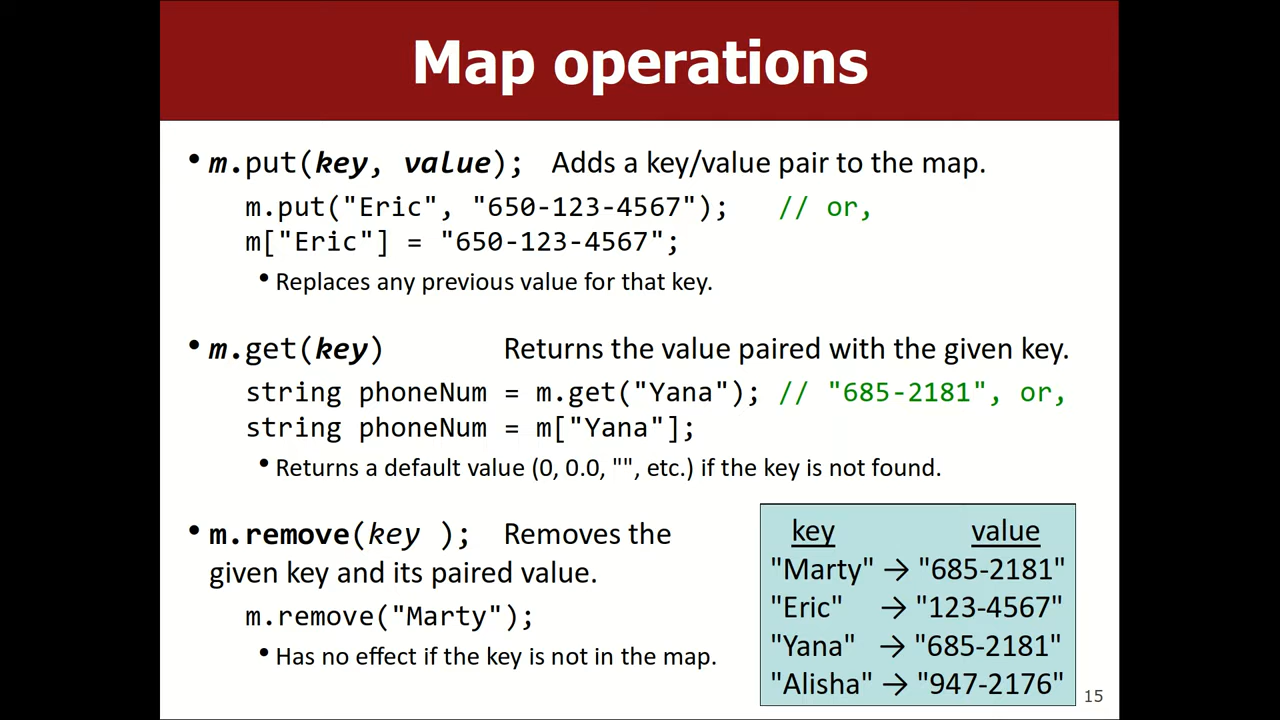 Map operations
• m.put(key, value); Adds a key/value pair to the map.
m.put("Eric", "650-123-4567"); // or,
m["Eric"] = "650-123-4567";
• Replaces any previous value for that key.
• m.get(key) Returns the value paired with the given key.
string phoneNum = m.get("Yana"); // "685-2181", or,
string phoneNum = m["Yana"];
• Returns a default value (0, 0.0, "", etc.) if the key is not found.
• m.remove(key ); Removes the
given key and its paired value.
m.remove("Marty");
• Has no effect if the key is not in the map.
key value
"Marty" → "685-2181"
"Eric" → "123-4567"
"Yana" → "685-2181"
"Alisha" → "947-2176"
15